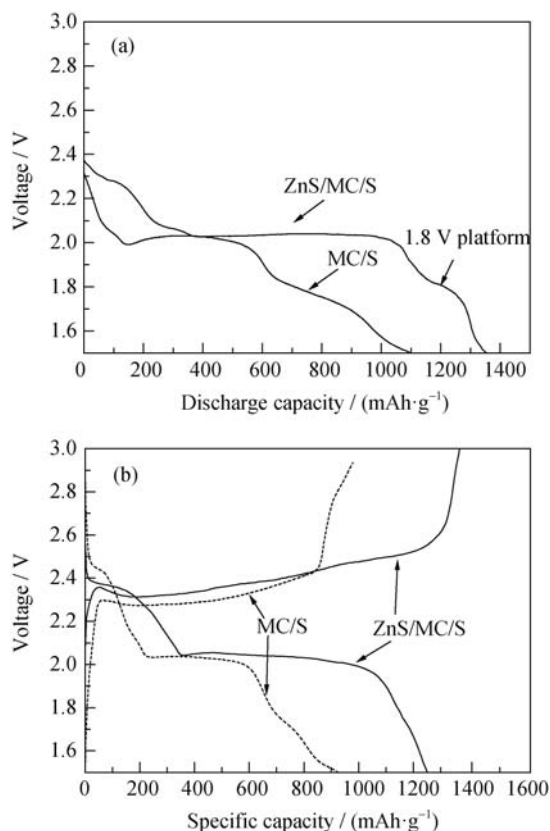 (a)
3.0
2.8
2.6
2.4
2.2
2.0
1.8
1.6
Voltage / V
ZnS/MC/S
1.8 V platform
MC/S
0 200 400 600 800 1000 1200 1400
Discharge capacity / (mAh·g⁻¹)
(b)
3.0
2.8
2.6
2.4
2.2
2.0
1.8
1.6
Voltage / V
MC/S
ZnS/MC/S
0 200 400 600 800 1000 1200 1400 1600
Specific capacity / (mAh·g⁻¹)